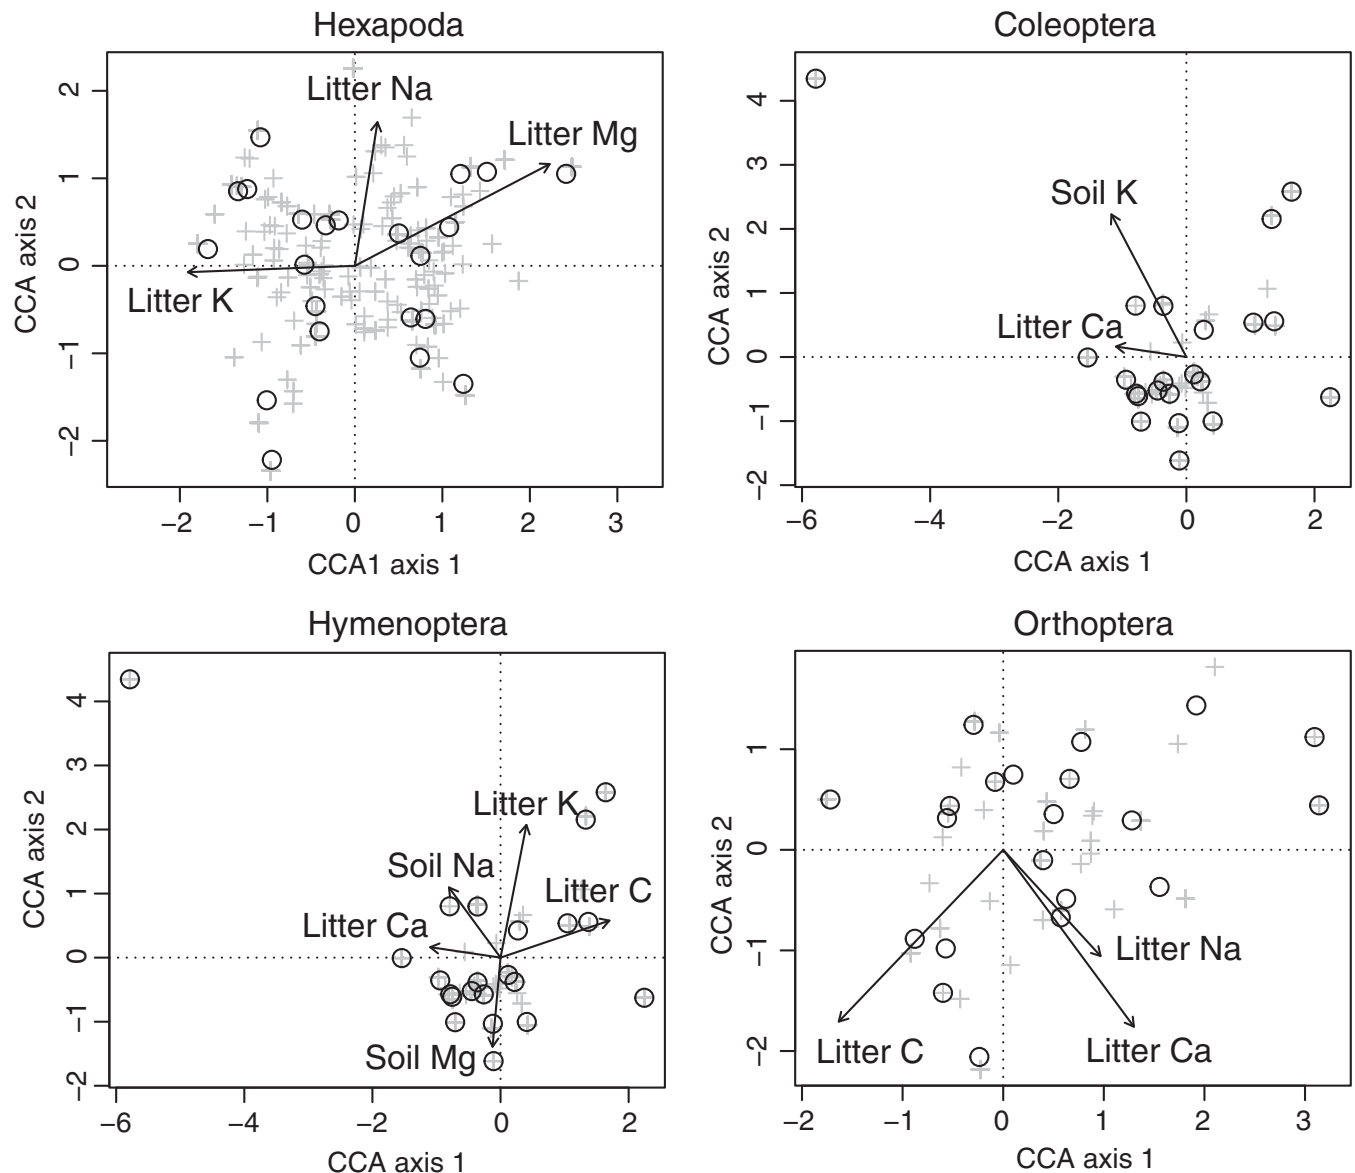 Hexapoda
Litter Na
Litter Mg
Litter K
CCA axis 2
2
1
0
−1
−2
−2
−1
0
1
2
3
CCA1 axis 1
Coleoptera
Soil K
Litter Ca
CCA axis 2
4
3
2
1
0
−1
−2
−6
−4
−2
0
2
CCA axis 1
Hymenoptera
Litter K
Soil Na
Litter C
Litter Ca
Soil Mg
CCA axis 2
4
3
2
1
0
−1
−2
−6
−4
−2
0
2
CCA axis 1
Orthoptera
Litter Na
Litter C
Litter Ca
CCA axis 2
1
0
−1
−2
−2
−1
0
1
2
3
CCA axis 1